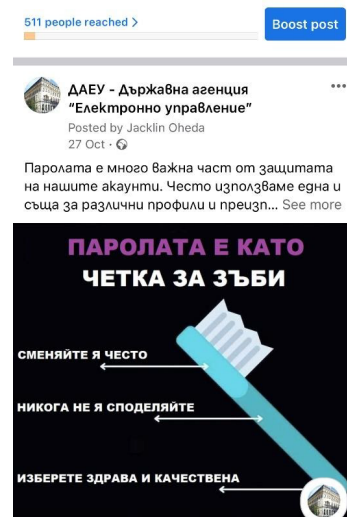 511 people reached >
Boost post
ДАЕУ - Държавна агенция
"Електронно управление"
Posted by Jacklin Oheda
27 Oct ·
Паролата е много важна част от защитата
на нашите акаунти. Често използваме една и
съща за различни профили и преизп... See more
ПАРОЛАТА Е КАТО
ЧЕТКА ЗА ЗЪБИ
СМЕНЯЙТЕ Я ЧЕСТО
НИКОГА НЕ Я СПОДЕЛЯЙТЕ
ИЗБЕРЕТЕ ЗДРАВА И КАЧЕСТВЕНА